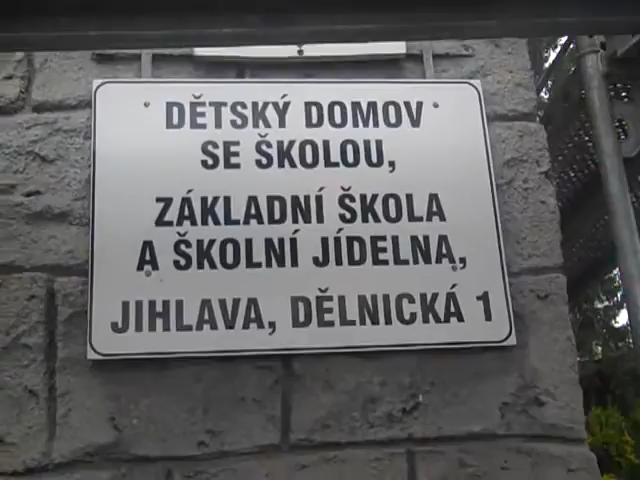 DĚTSKÝ DOMOV
SE ŠKOLOU,
ZÁKLADNÍ ŠKOLA
A ŠKOLNÍ JÍDELNA,
JIHLAVA, DĚLNICKÁ 1